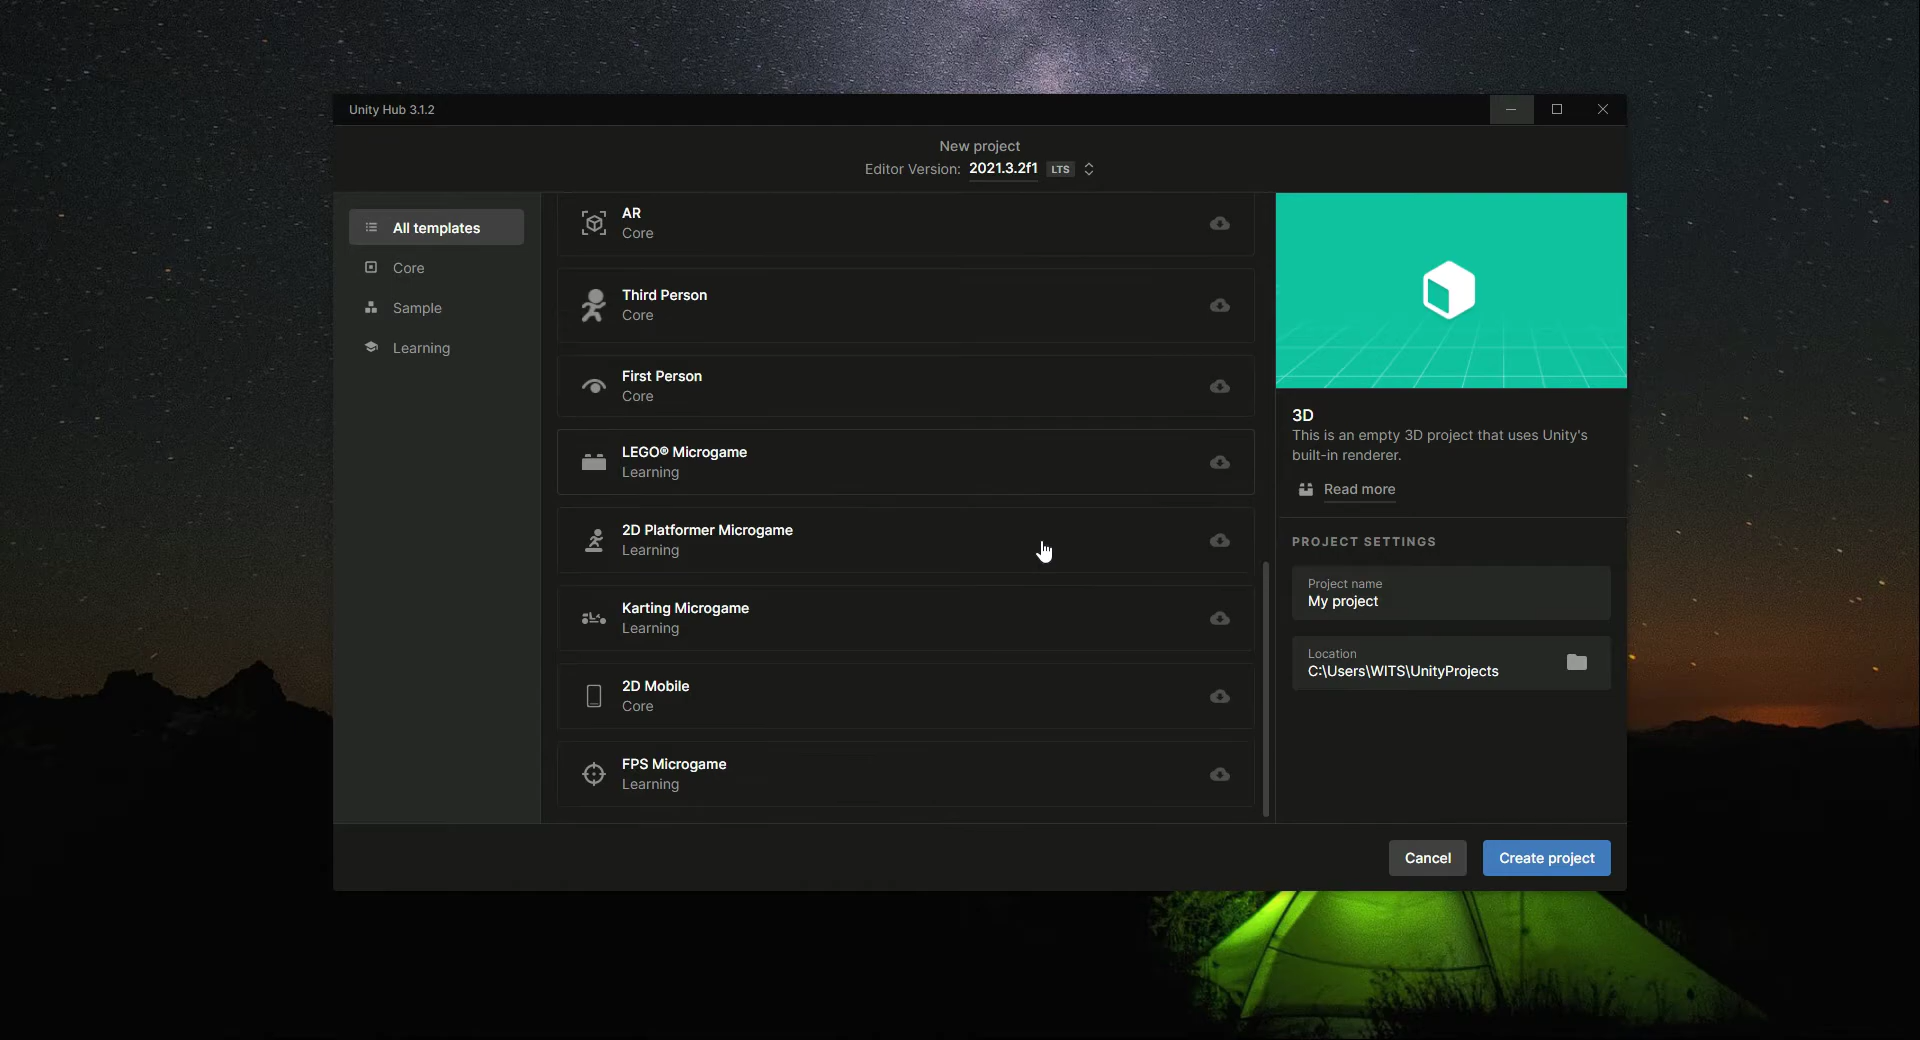 Unity Hub 3.1.2
New project
Editor Version: 2021.3.2f1 LTS
All templates
Core
Sample
Learning
AR
Core
Third Person
Core
First Person
Core
LEGO® Microgame
Learning
2D Platformer Microgame
Learning
Karting Microgame
Learning
2D Mobile
Core
FPS Microgame
Learning
3D
This is an empty 3D project that uses Unity's
built-in renderer.
Read more
PROJECT SETTINGS
Project name
My project
Location
C:\Users\WITS\UnityProjects
Cancel
Create project